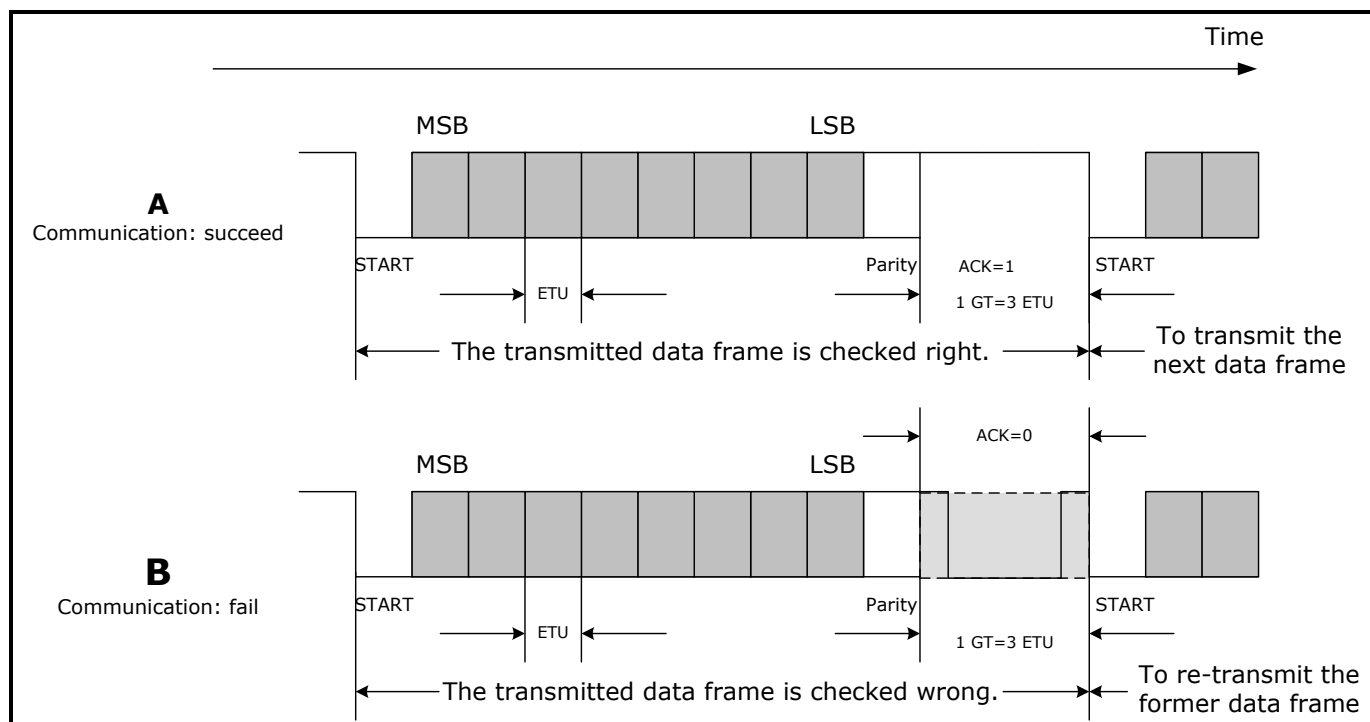 Time
MSB LSB
A
Communication: succeed
START Parity ACK=1 START
ETU 1 GT=3 ETU
The transmitted data frame is checked right.
To transmit the
next data frame
ACK=0
MSB LSB
B
Communication: fail
START Parity START
ETU 1 GT=3 ETU
The transmitted data frame is checked wrong.
To re-transmit the
former data frame